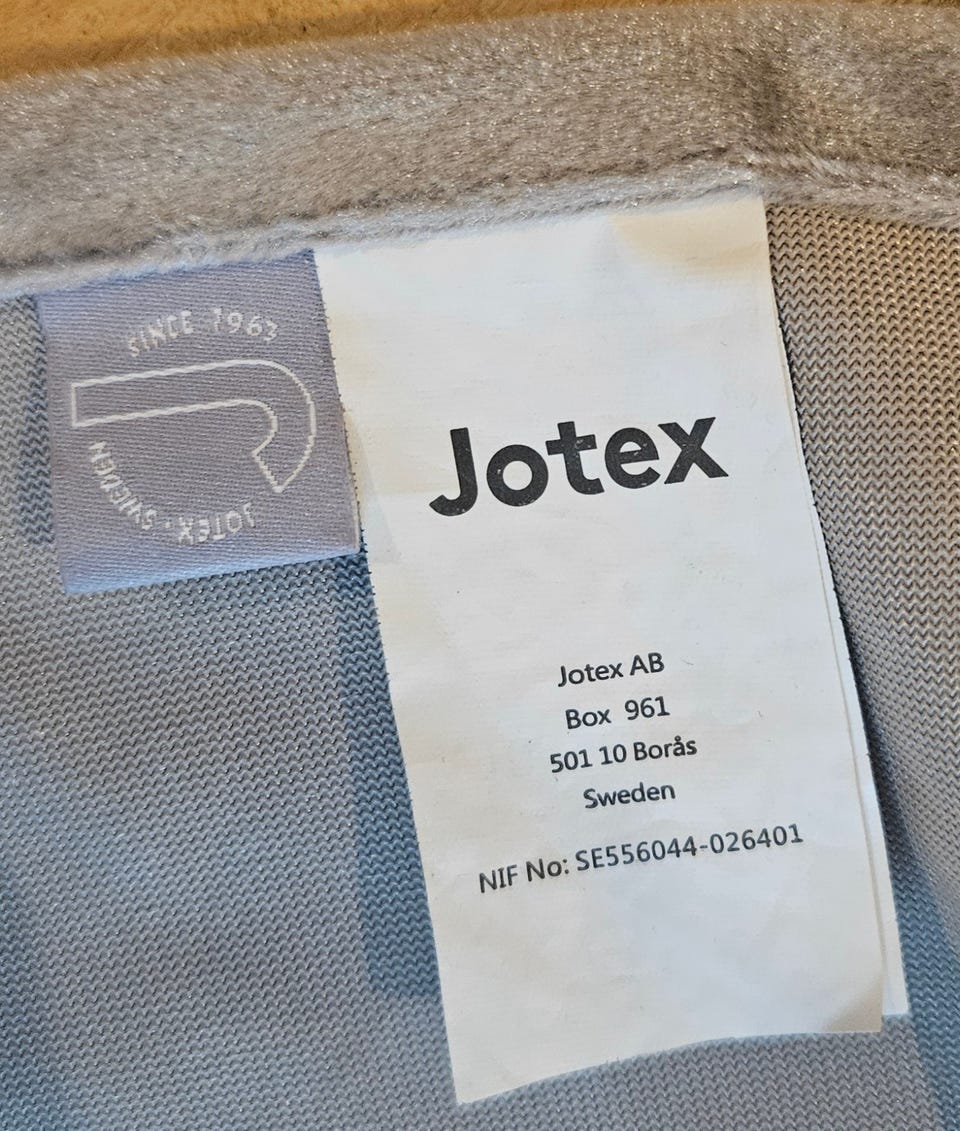 SINCE 1963
JOTEX · SWEDEN
Jotex
Jotex AB
Box 961
501 10 Borås
Sweden
NIF No: SE556044-026401